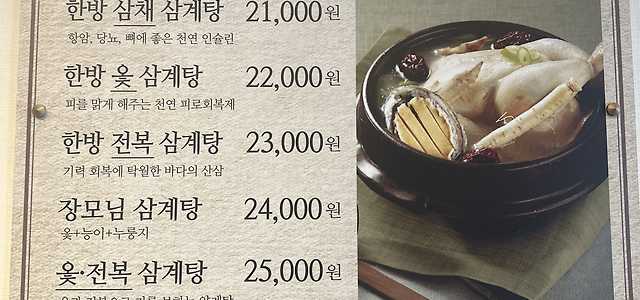 한방 삼채 삼계탕 21,000원
항암, 당뇨, 뼈에 좋은 천연 인슐린
한방 옻 삼계탕 22,000원
피를 맑게 해주는 천연 피로회복제
한방 전복 삼계탕 23,000원
기력 회복에 탁월한 바다의 산삼
장모님 삼계탕 24,000원
옻+능이+누룽지
옻·전복 삼계탕 25,000원